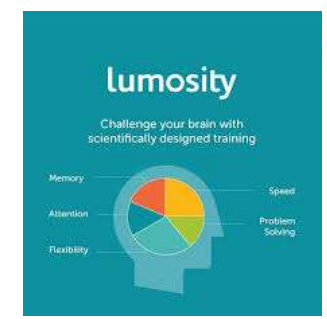 lumosity
Challenge your brain with
scientifically designed training
Memory
Speed
Attention
Problem
Solving
Flexibility